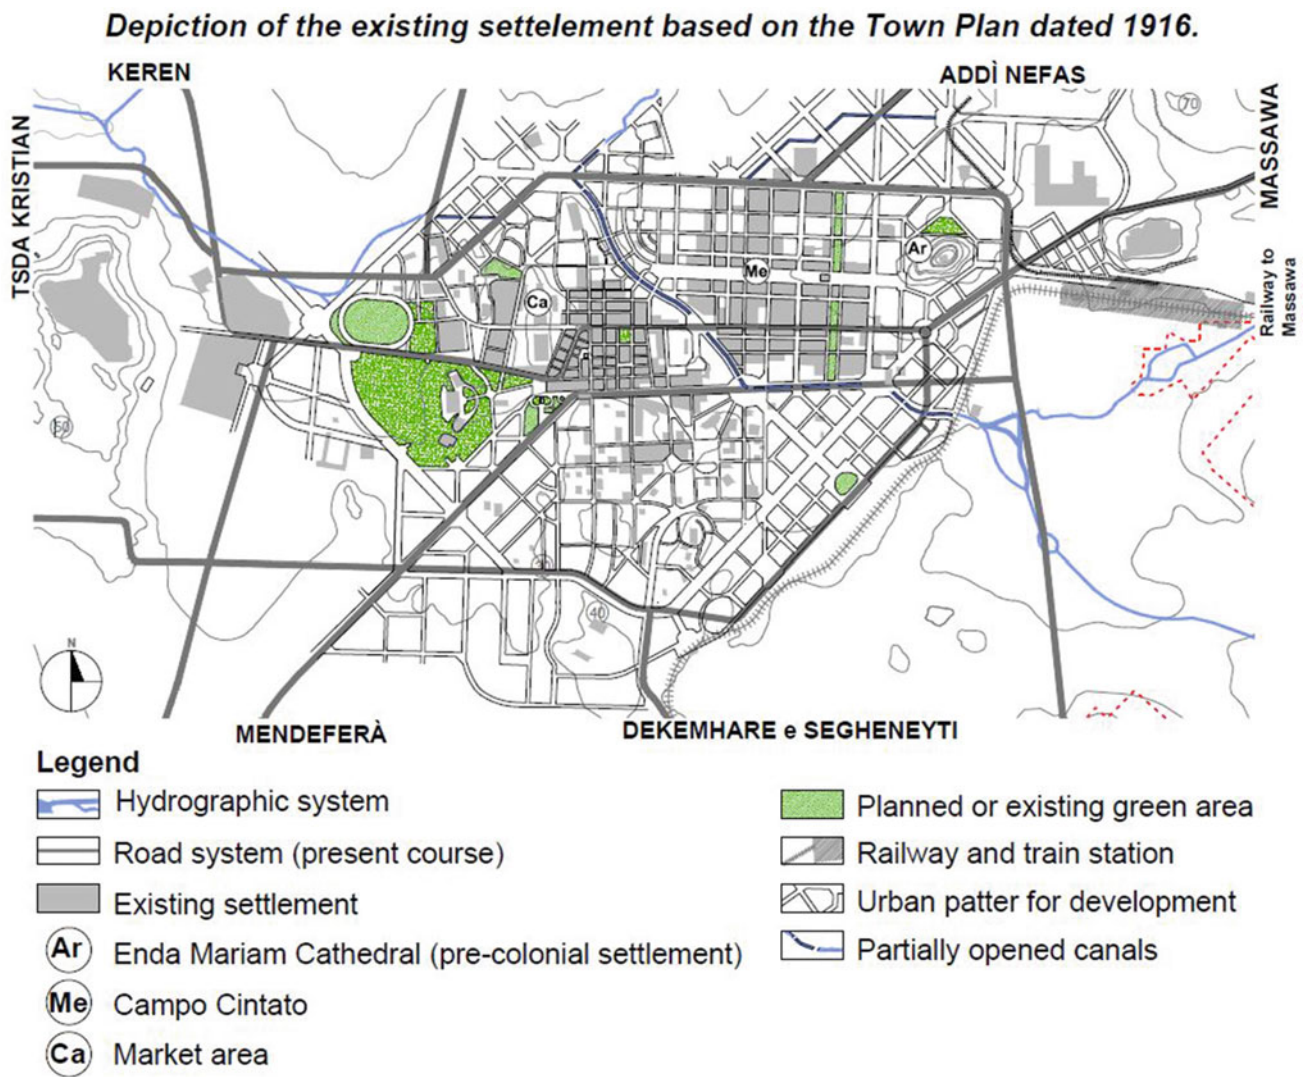 Depiction of the existing settelement based on the Town Plan dated 1916.
KEREN
ADDÌ NEFAS
TSDA KRISTIAN
MASSAWA
Railway to
Massawa
70
Ar
Me
Ca
50
40
N
MENDEFERÀ
DEKEMHARE e SEGHENEYTI
Legend
Hydrographic system
Road system (present course)
Existing settlement
Ar Enda Mariam Cathedral (pre-colonial settlement)
Me Campo Cintato
Ca Market area
Planned or existing green area
Railway and train station
Urban patter for development
Partially opened canals